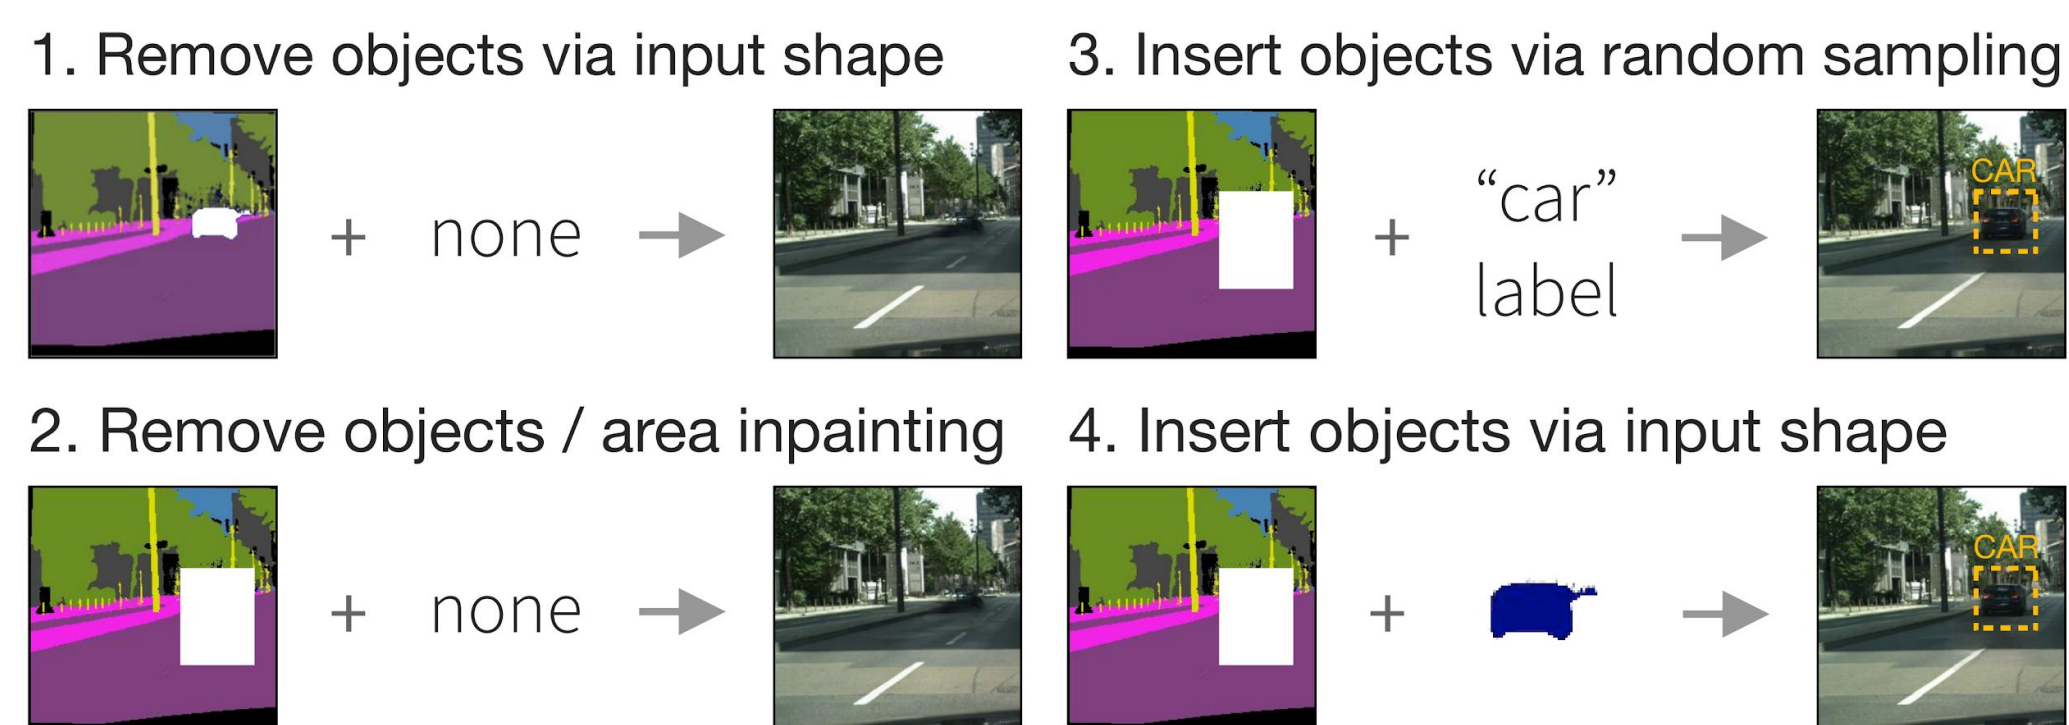 1. Remove objects via input shape
+ none
2. Remove objects / area inpainting
+ none
3. Insert objects via random sampling
+ “car”
label
CAR
4. Insert objects via input shape
+
CAR